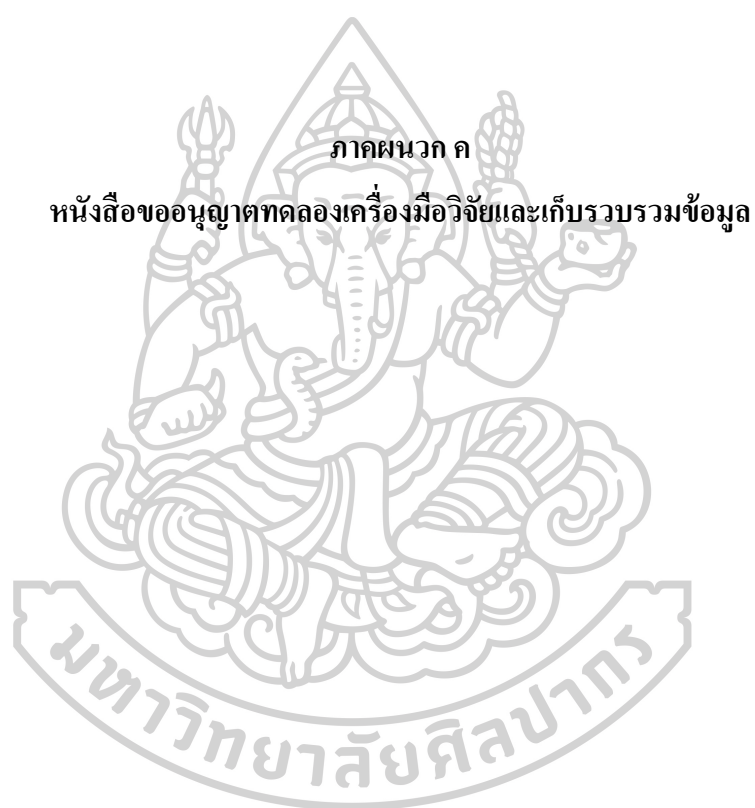 ภาคผนวก ค
หนังสือขออนุญาตทดลองเครื่องมือวิจัยและเก็บรวบรวมข้อมูล
มหาวิทยาลัยศิลปากร